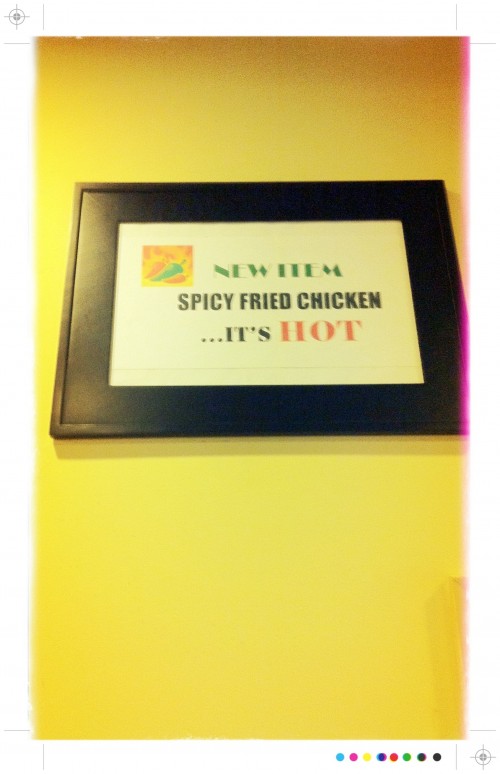 NEW ITEM
SPICY FRIED CHICKEN
...IT'S HOT